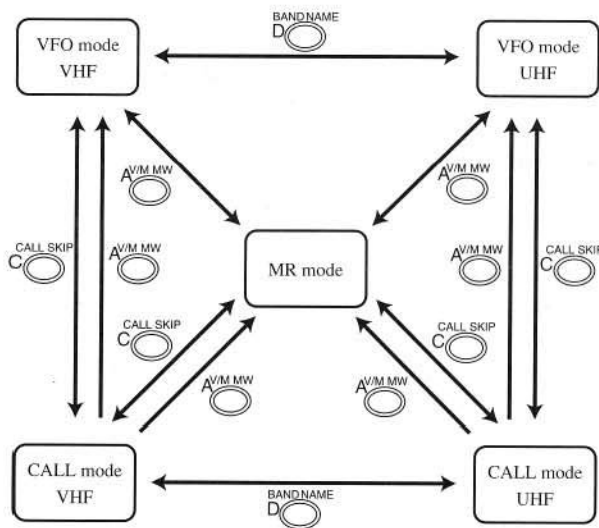 BAND NAME
D
VFO mode
VHF
VFO mode
UHF
V/M MW
A
V/M MW
A
CALL SKIP
C
V/M MW
A
MR mode
V/M MW
A
CALL SKIP
C
CALL SKIP
C
CALL SKIP
C
V/M MW
A
V/M MW
A
CALL mode
VHF
CALL mode
UHF
BAND NAME
D